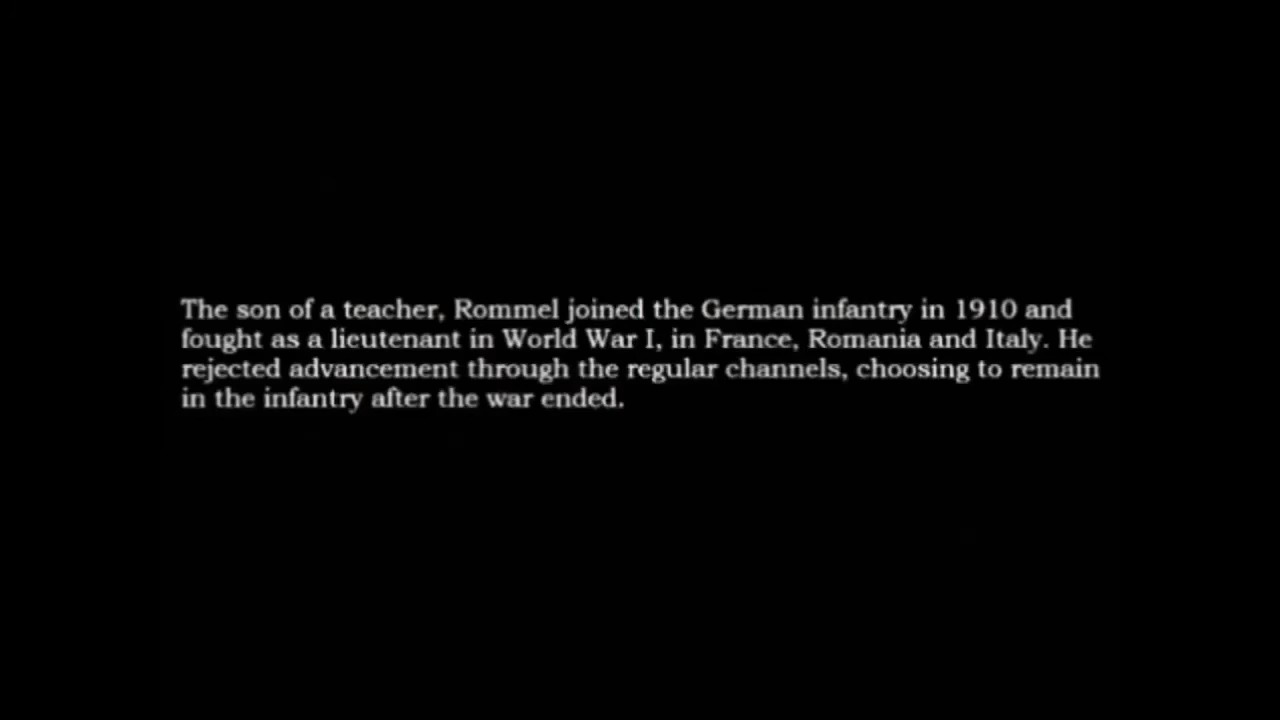 The son of a teacher, Rommel joined the German infantry in 1910 and
fought as a lieutenant in World War I, in France, Romania and Italy. He
rejected advancement through the regular channels, choosing to remain
in the infantry after the war ended.